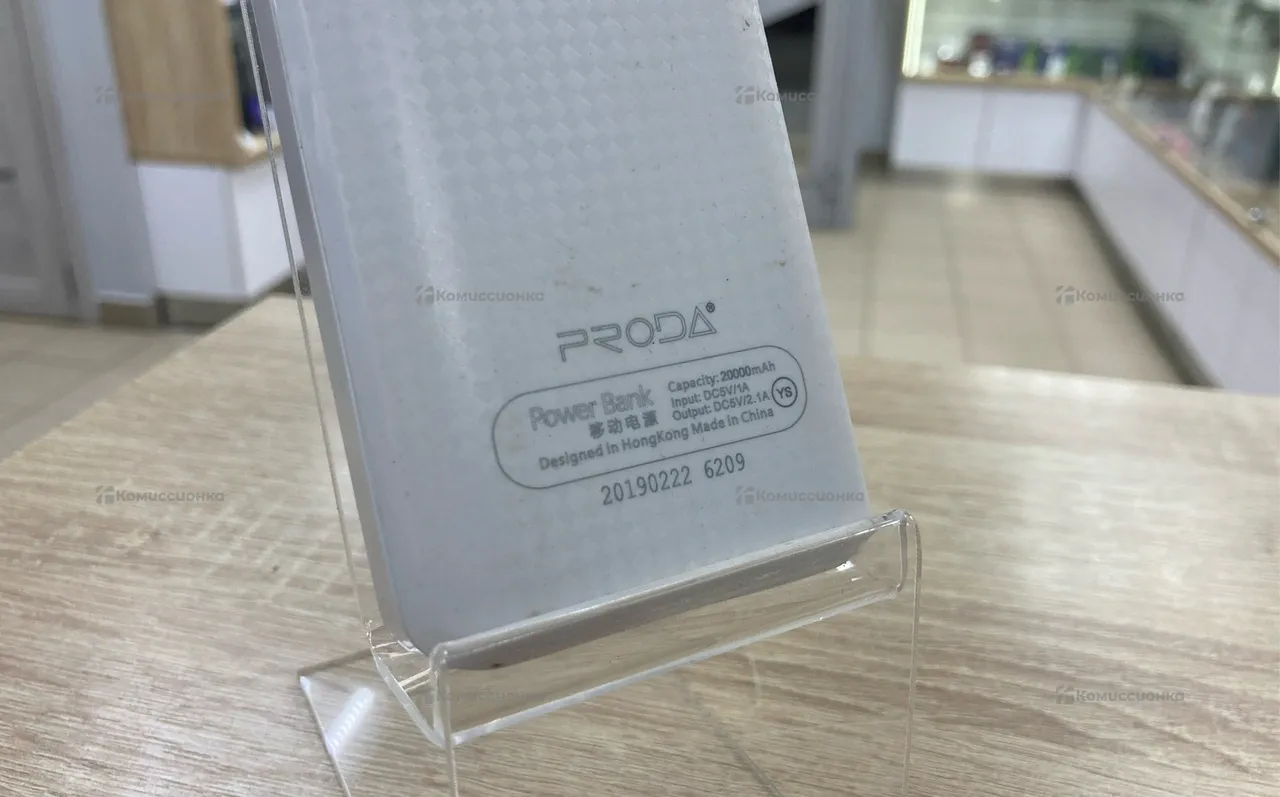 PRODA®
Power Bank
移动电源
Capacity: 20000mAh
Input: DC5V/1A
Output: DC5V/2.1A
YS
Designed in HongKong Made in China
20190222 6209
Комиссионка
Комиссионка
Комиссионка
Комиссионка
Комиссионка
Комиссионка
Комиссионка
Комиссионка